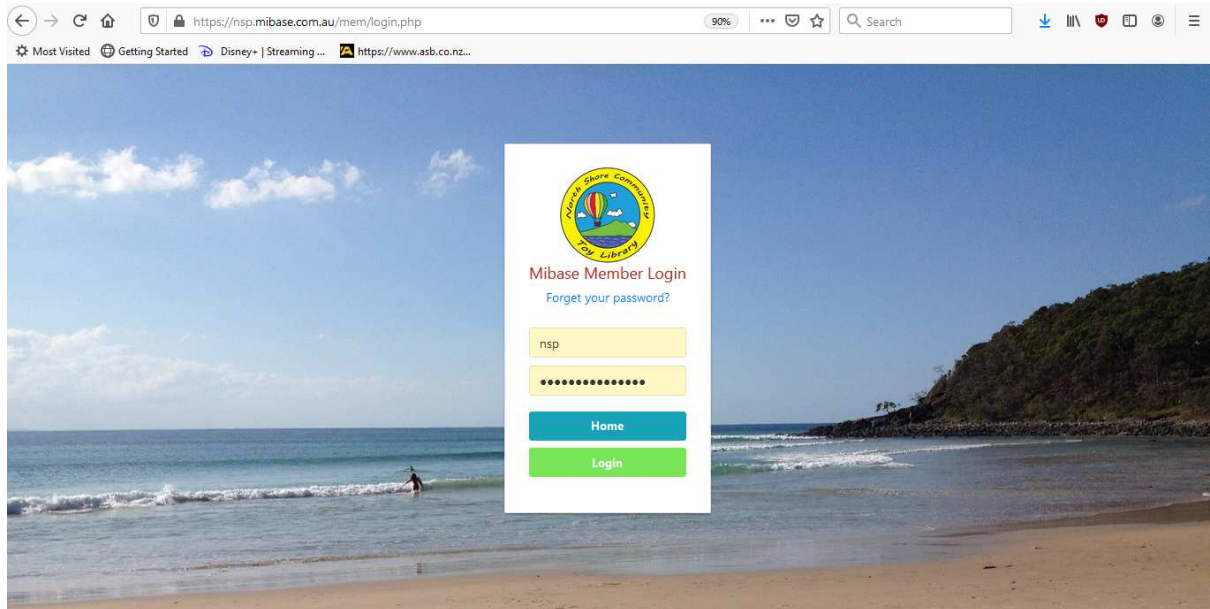 https://nsp.mibase.com.au/mem/login.php
90%
Search
Most Visited
Getting Started
Disney+ | Streaming ...
https://www.asb.co.nz...
North Shore Community
Toy Library
Mibase Member Login
Forget your password?
nsp
●●●●●●●●●●●●●●●
Home
Login